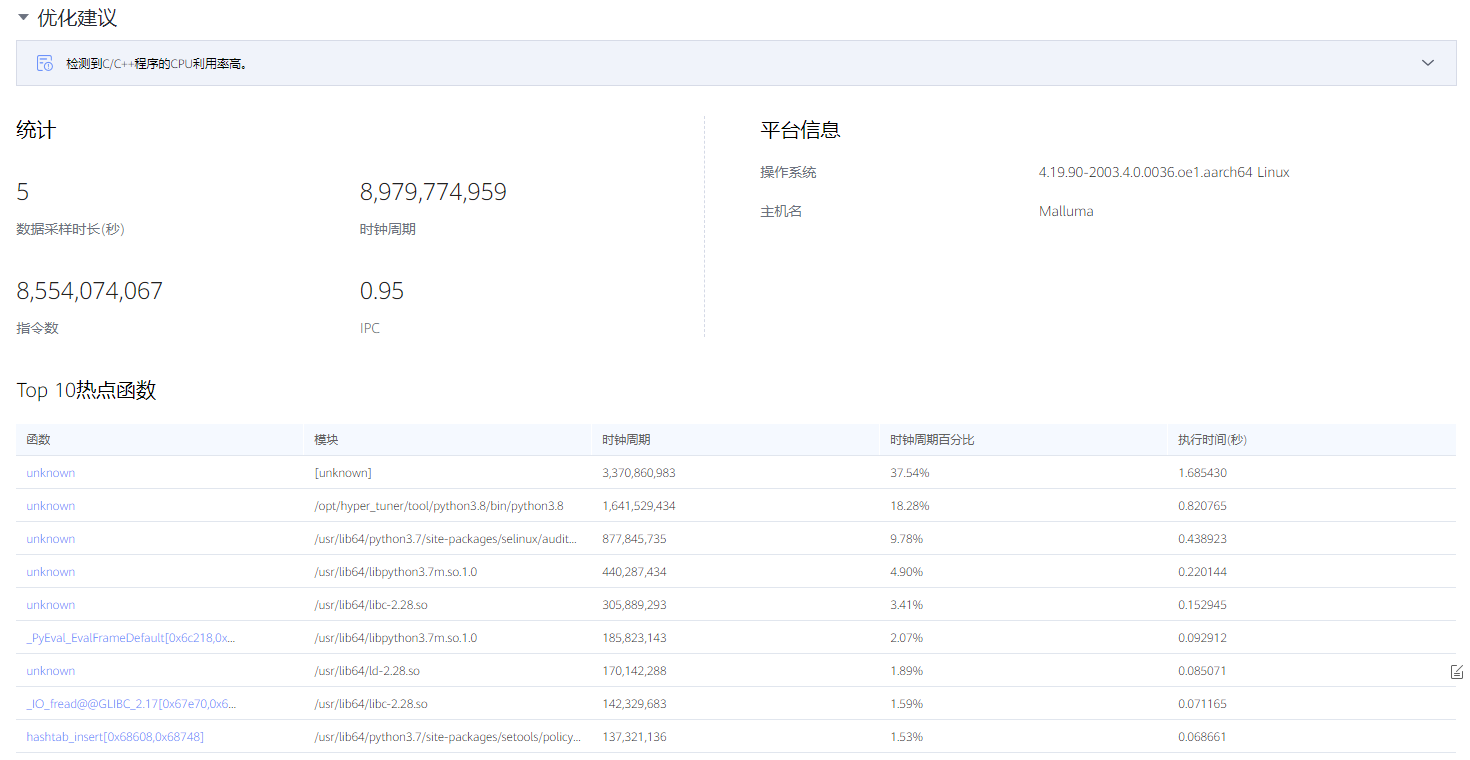 优化建议
检测到C/C++程序的CPU利用率高。
统计
5
8,979,774,959
数据采样时长(秒)
时钟周期
8,554,074,067
0.95
指令数
IPC
平台信息
操作系统
4.19.90-2003.4.0.0036.oe1.aarch64 Linux
主机名
Malluma
Top 10热点函数
函数 模块 时钟周期 时钟周期百分比 执行时间(秒)
unknown [unknown] 3,370,860,983 37.54% 1.685430
unknown /opt/hyper_tuner/tool/python3.8/bin/python3.8 1,641,529,434 18.28% 0.820765
unknown /usr/lib64/python3.7/site-packages/selinux/audit... 877,845,735 9.78% 0.438923
unknown /usr/lib64/libpython3.7m.so.1.0 440,287,434 4.90% 0.220144
unknown /usr/lib64/libc-2.28.so 305,889,293 3.41% 0.152945
_PyEval_EvalFrameDefault[0x6c218,0x... /usr/lib64/libpython3.7m.so.1.0 185,823,143 2.07% 0.092912
unknown /usr/lib64/ld-2.28.so 170,142,288 1.89% 0.085071
_IO_fread@@GLIBC_2.17[0x67e70,0x6... /usr/lib64/libc-2.28.so 142,329,683 1.59% 0.071165
hashtab_insert[0x68608,0x68748] /usr/lib64/python3.7/site-packages/setools/policy... 137,321,136 1.53% 0.068661